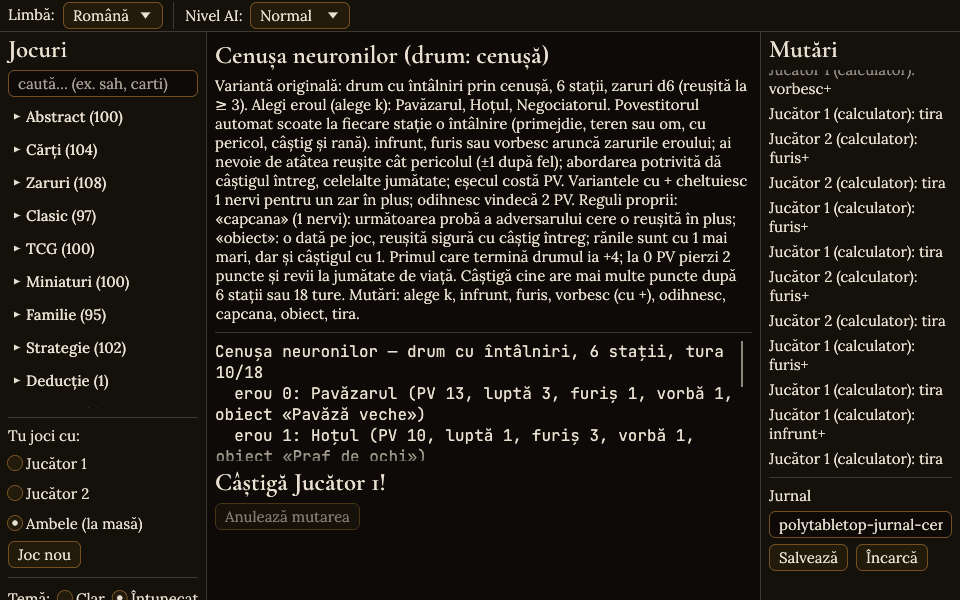 Limbă: Română ▼ Nivel AI: Normal ▼
Jocuri
caută... (ex. sah, carti)
▸ Abstract (100)
▸ Cărți (104)
▸ Zaruri (108)
▸ Clasic (97)
▸ TCG (100)
▸ Miniaturi (100)
▸ Familie (95)
▸ Strategie (102)
▸ Deducție (1)
Tu joci cu:
Jucător 1
Jucător 2
Ambele (la masă)
Joc nou
Temă: Clar Întunecat
Cenușa neuronilor (drum: cenușă)
Variantă originală: drum cu întâlniri prin cenușă, 6 stații, zaruri d6 (reușită la
≥ 3). Alegi eroul (alege k): Pavăzarul, Hoțul, Negociatorul. Povestitorul
automat scoate la fiecare stație o întâlnire (primejdie, teren sau om, cu
pericol, câștig și rană). infrunt, furis sau vorbesc aruncă zarurile eroului; ai
nevoie de atâtea reușite cât pericolul (±1 după fel); abordarea potrivită dă
câștigul întreg, celelalte jumătate; eșecul costă PV. Variantele cu + cheltuiesc
1 nervi pentru un zar în plus; odihnesc vindecă 2 PV. Reguli proprii:
«capcana» (1 nervi): următoarea probă a adversarului cere o reușită în plus;
«obiect»: o dată pe joc, reușită sigură cu câștig întreg; rănile sunt cu 1 mai
mari, dar și câștigul cu 1. Primul care termină drumul ia +4; la 0 PV pierzi 2
puncte și revii la jumătate de viață. Câștigă cine are mai multe puncte după
6 stații sau 18 ture. Mutări: alege k, infrunt, furis, vorbesc (cu +), odihnesc,
capcana, obiect, tira.
Cenușa neuronilor — drum cu întâlniri, 6 stații, tura
10/18
erou 0: Pavăzarul (PV 13, luptă 3, furiș 1, vorbă 1,
obiect «Pavăză veche»)
erou 1: Hoțul (PV 10, luptă 1, furiș 3, vorbă 1,
obiect «Praf de ochi»)
Câștigă Jucător 1!
Anulează mutarea
Mutări
Jucător 1 (calculator):
vorbesc+
Jucător 1 (calculator): tira
Jucător 2 (calculator):
furis+
Jucător 2 (calculator): tira
Jucător 1 (calculator):
furis+
Jucător 1 (calculator): tira
Jucător 2 (calculator):
furis+
Jucător 2 (calculator): tira
Jucător 1 (calculator):
furis+
Jucător 1 (calculator): tira
Jucător 1 (calculator):
infrunt+
Jucător 1 (calculator): tira
Jurnal
polytabletop-jurnal-cer
Salvează Încarcă